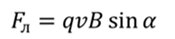 Fл = qvB sin α